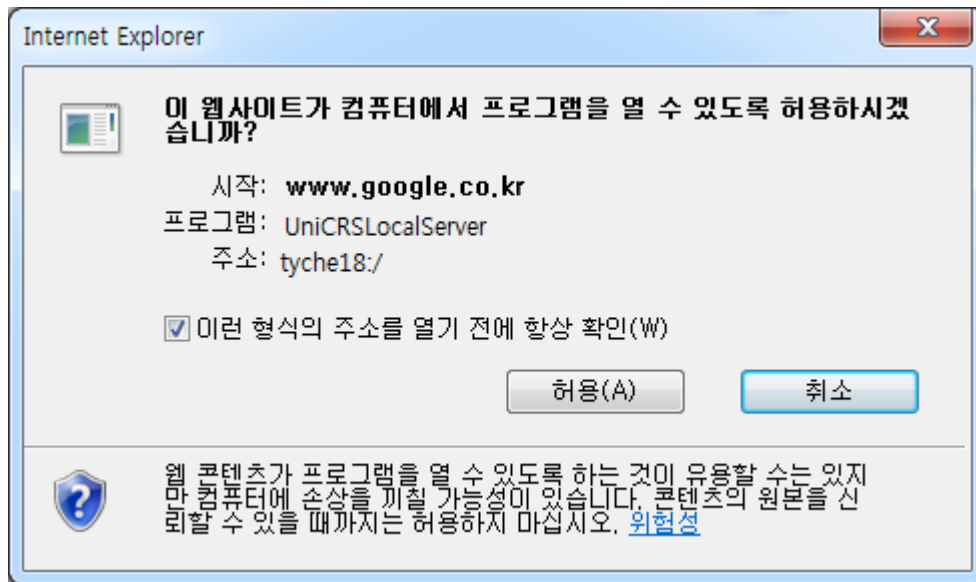 Internet Explorer
이 웹사이트가 컴퓨터에서 프로그램을 열 수 있도록 허용하시겠
습니까?
시작: www.google.co.kr
프로그램: UniCRSLocalServer
주소: tyche18:/
이런 형식의 주소를 열기 전에 항상 확인(W)
허용(A) 취소
웹 콘텐츠가 프로그램을 열 수 있도록 하는 것이 유용할 수는 있지
만 컴퓨터에 손상을 끼칠 가능성이 있습니다. 콘텐츠의 원본을 신
뢰할 수 있을 때까지는 허용하지 마십시오. 위험성